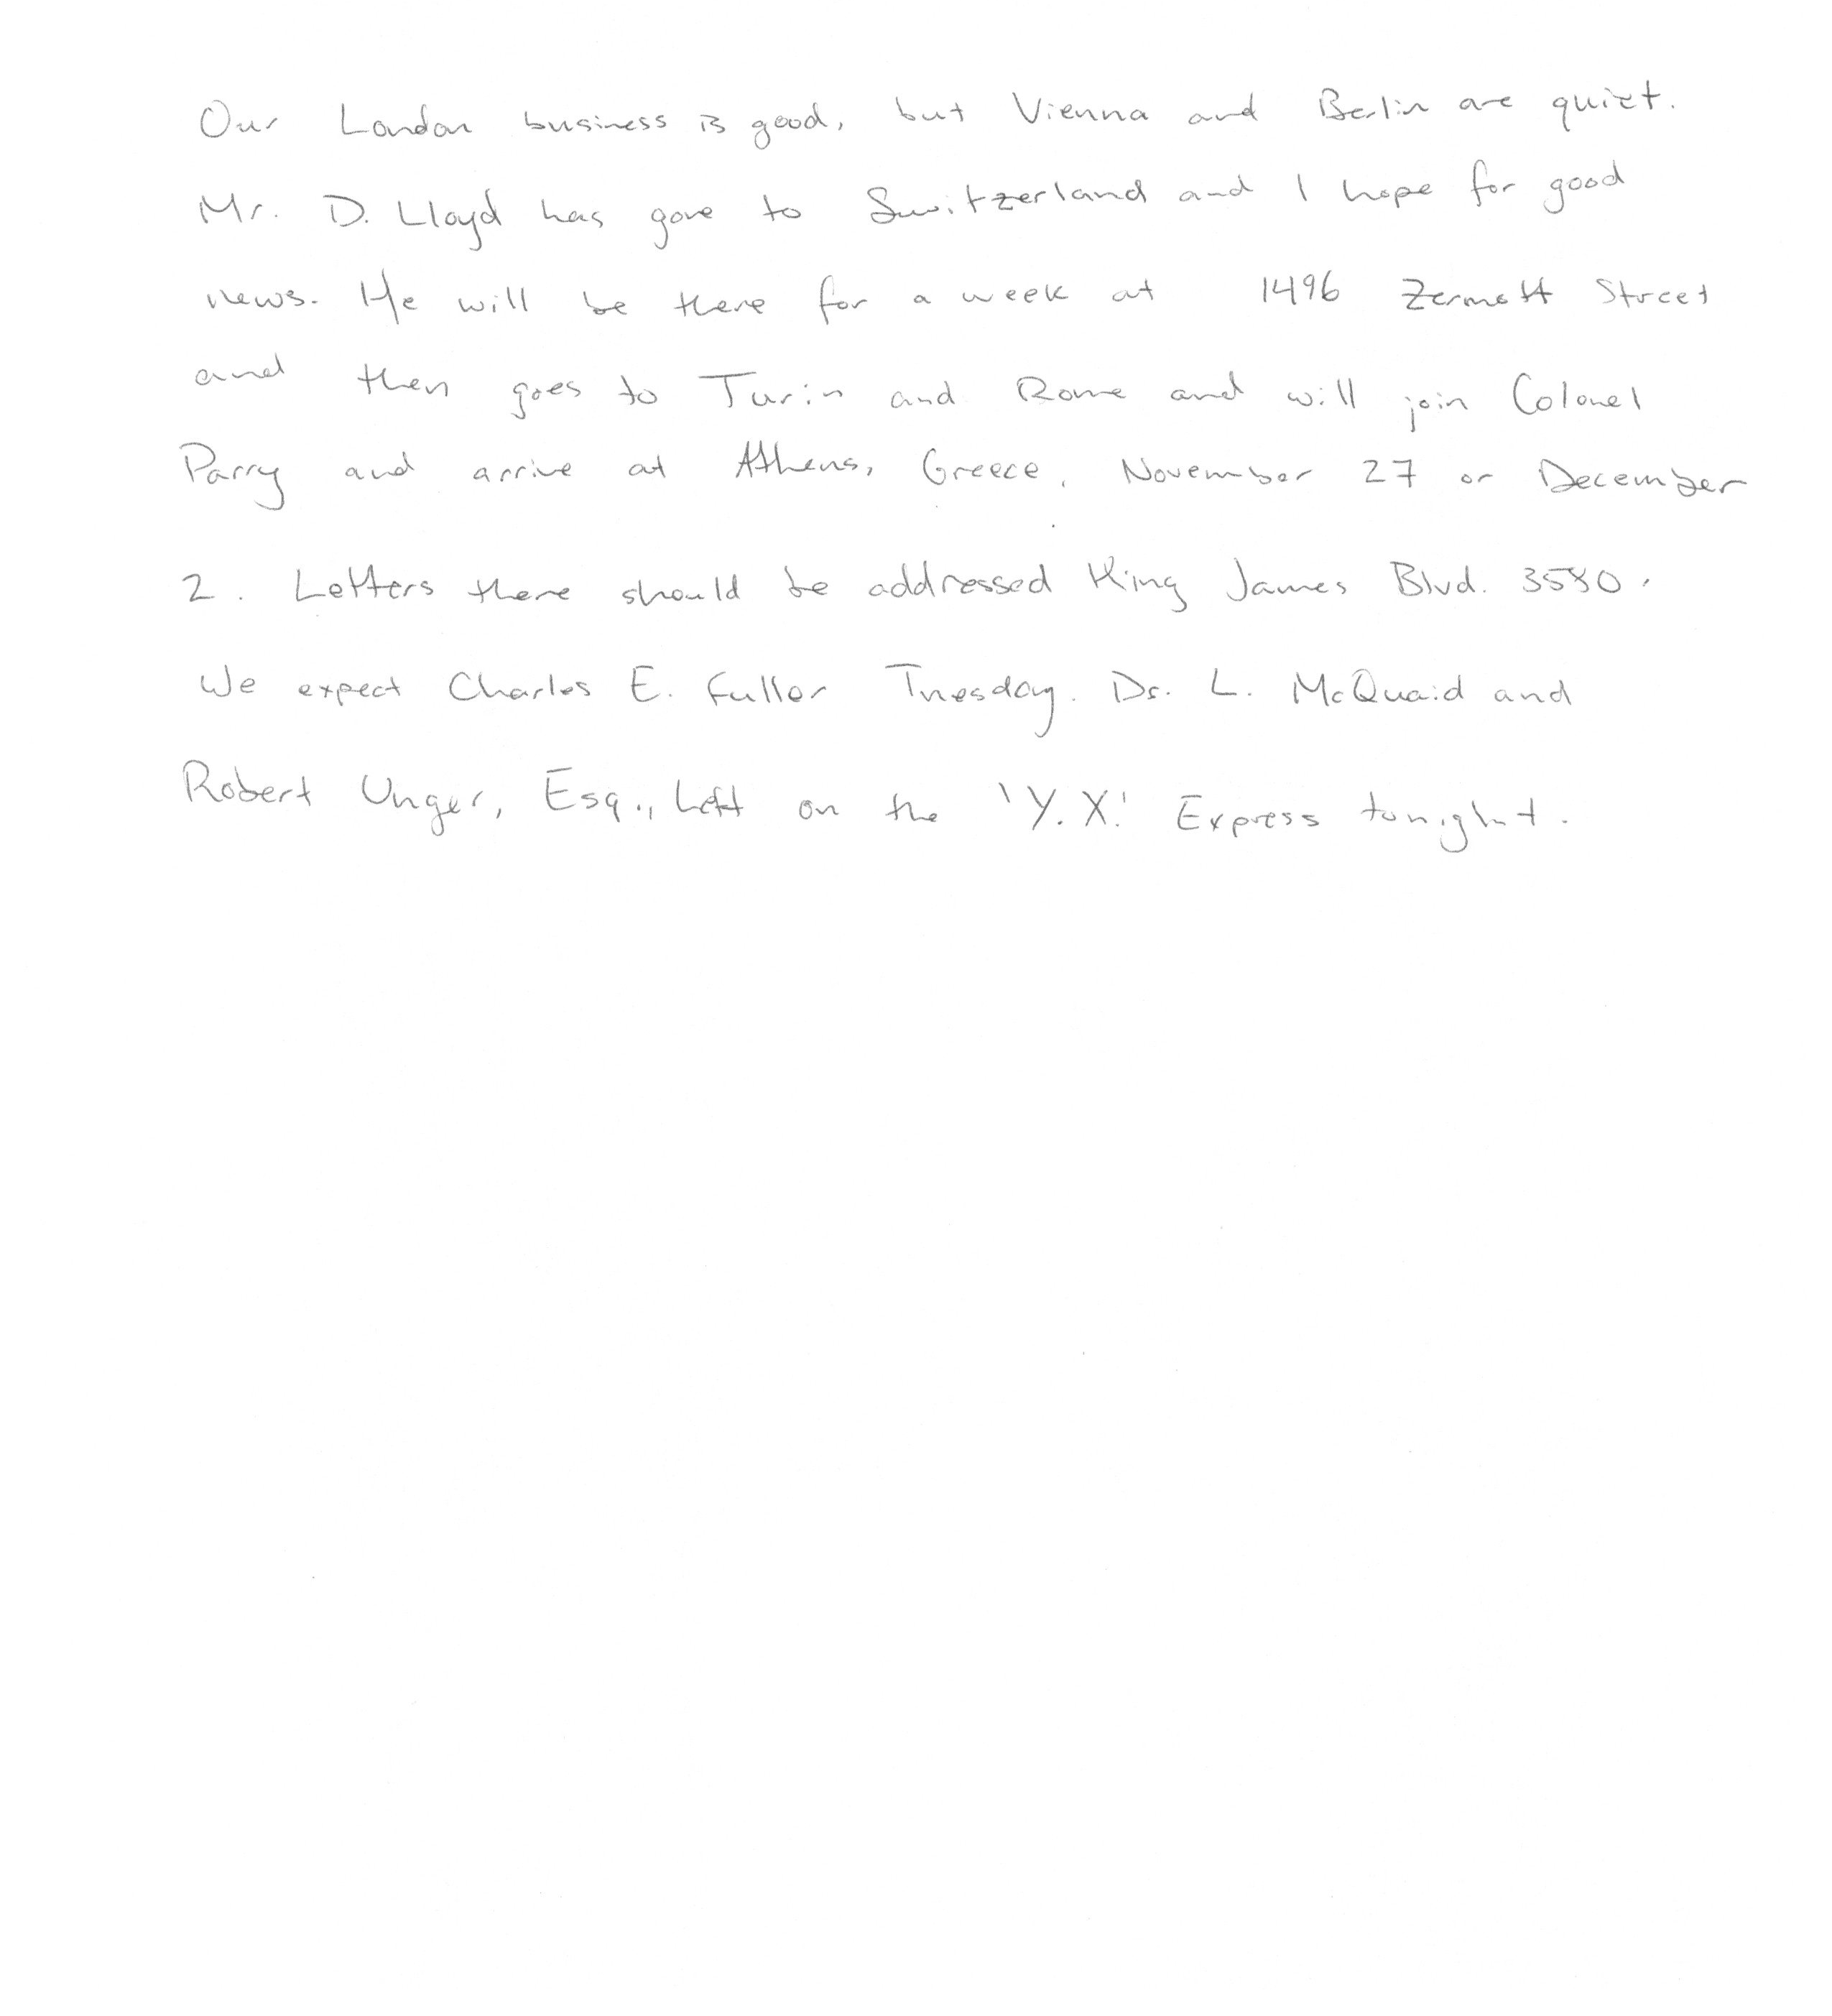 Our London business is good, but Vienna and Berlin are quiet.
Mr. D. Lloyd has gone to Switzerland and I hope for good
news. He will be there for a week at 1496 Zermott Street
and then goes to Turin and Rome and will join Colonel
Parry and arrive at Athens, Greece, November 27 or December
2. Letters there should be addressed King James Blvd. 3580.
We expect Charles E. Fuller Tuesday. Dr. L. McQuaid and
Robert Unger, Esq., left on the 'Y.X.' Express tonight.